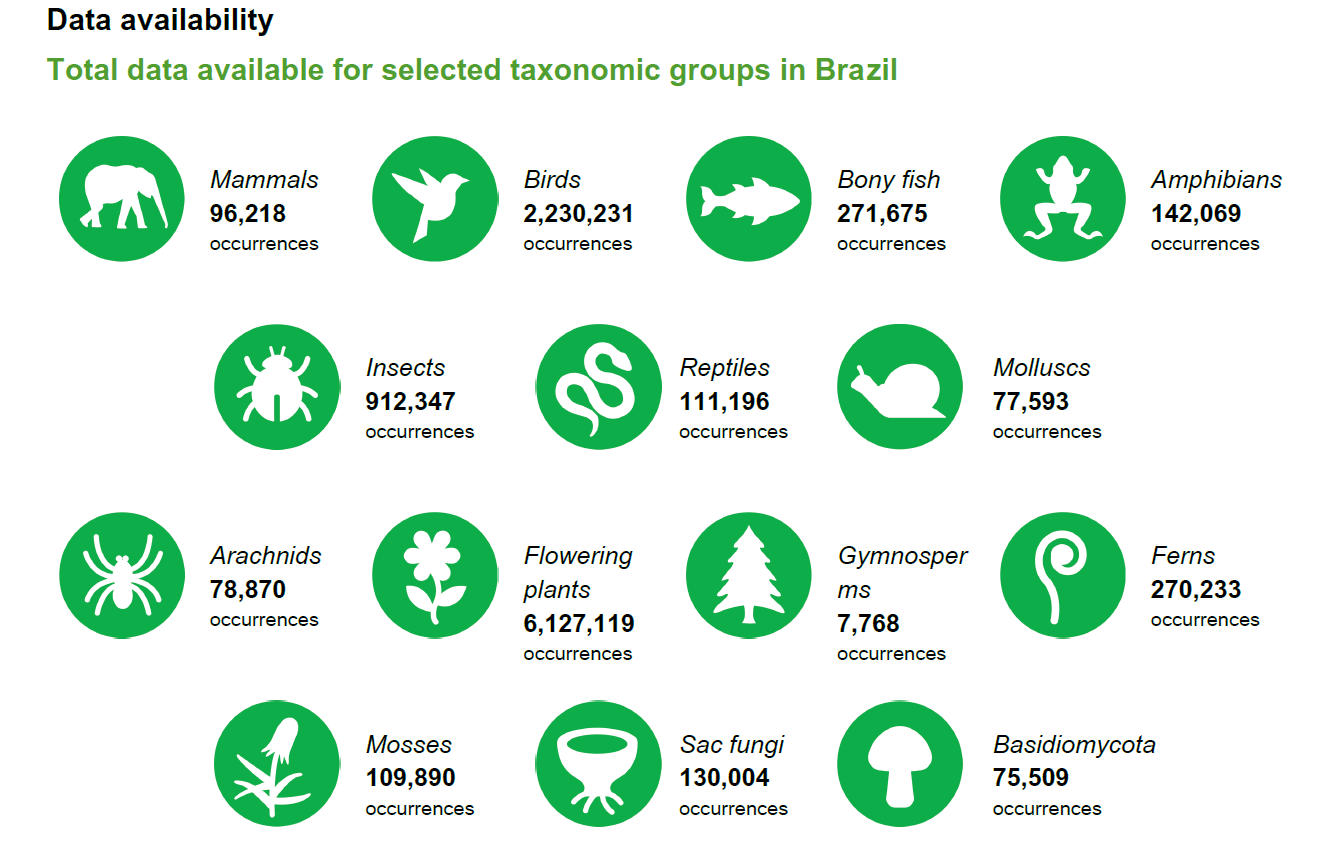 Data availability
Total data available for selected taxonomic groups in Brazil
Mammals
96,218
occurrences
Birds
2,230,231
occurrences
Bony fish
271,675
occurrences
Amphibians
142,069
occurrences
Insects
912,347
occurrences
Reptiles
111,196
occurrences
Molluscs
77,593
occurrences
Arachnids
78,870
occurrences
Flowering
plants
6,127,119
occurrences
Gymnosper
ms
7,768
occurrences
Ferns
270,233
occurrences
Mosses
109,890
occurrences
Sac fungi
130,004
occurrences
Basidiomycota
75,509
occurrences